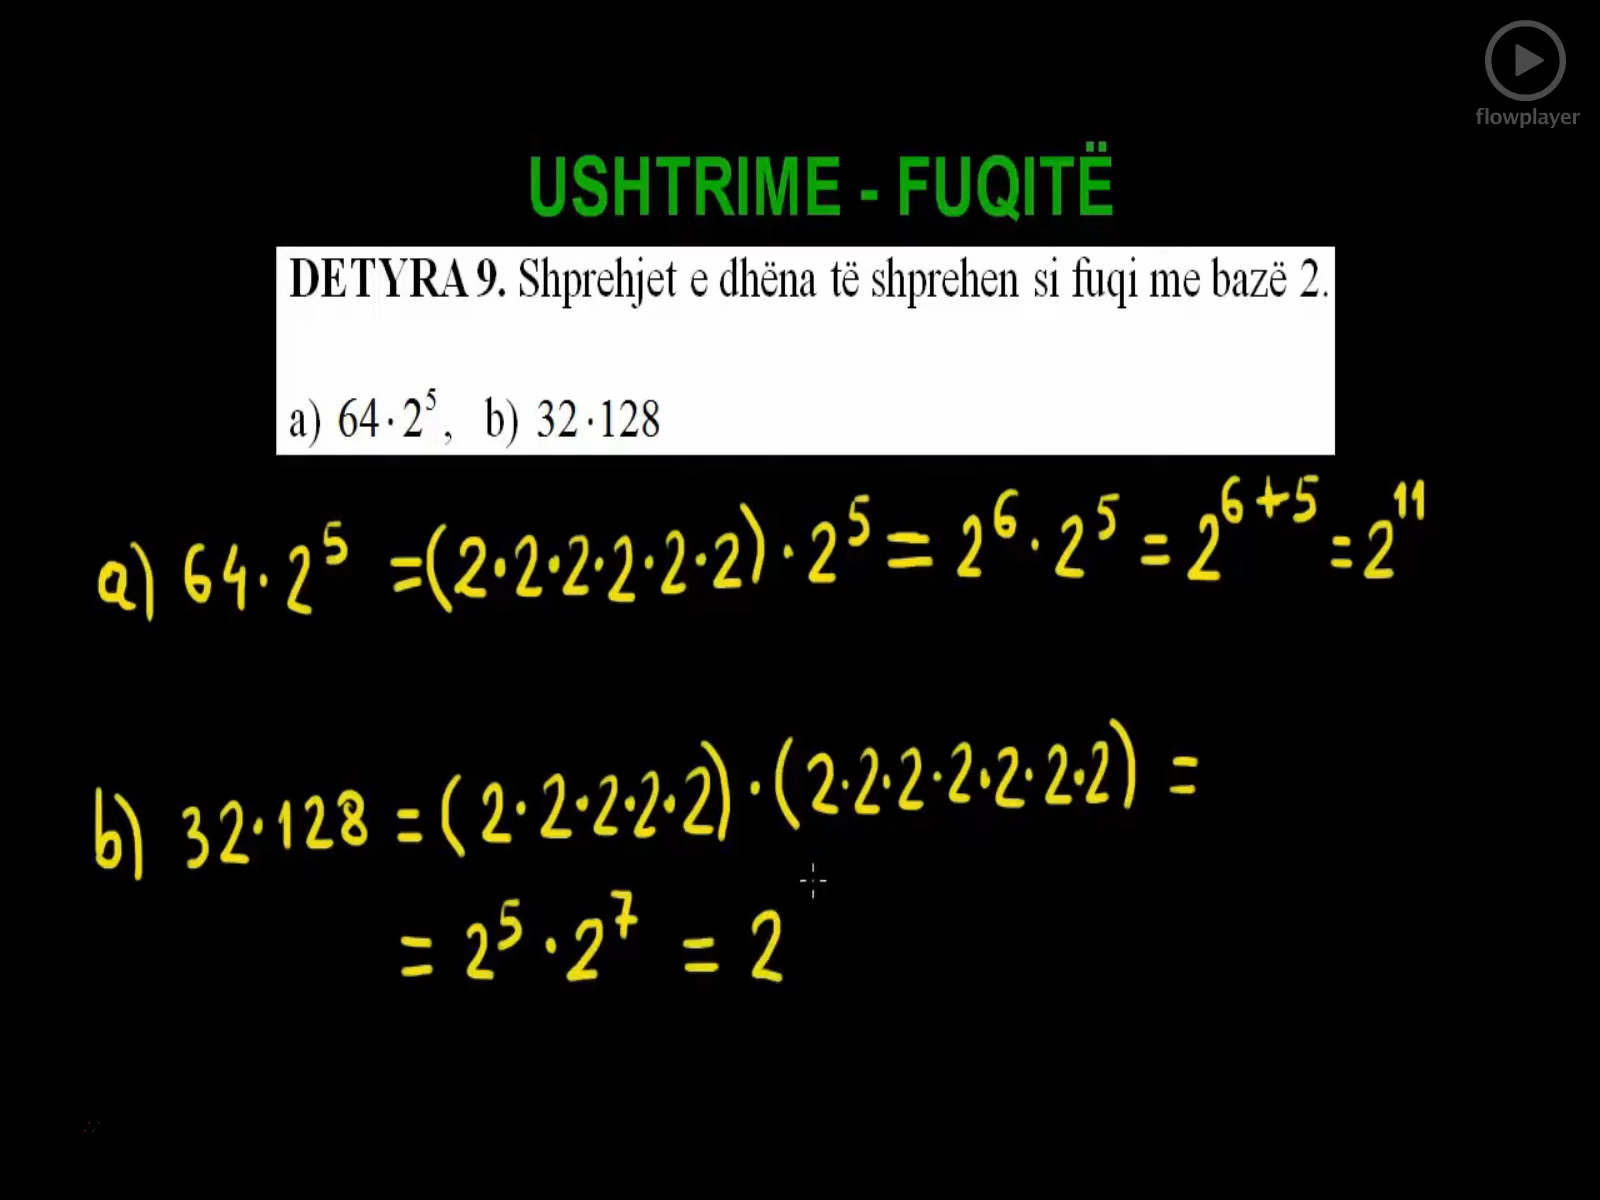 flowplayer
USHTRIME - FUQITË
DETYRA 9. Shprehjet e dhëna të shprehen si fuqi me bazë 2.
a) 64·2⁵, b) 32·128
a) 64·2⁵ =(2·2·2·2·2·2)·2⁵ = 2⁶·2⁵ = 2⁶⁺⁵ = 2¹¹
b) 32·128 = (2·2·2·2·2)·(2·2·2·2·2·2·2) =
= 2⁵·2⁷ = 2